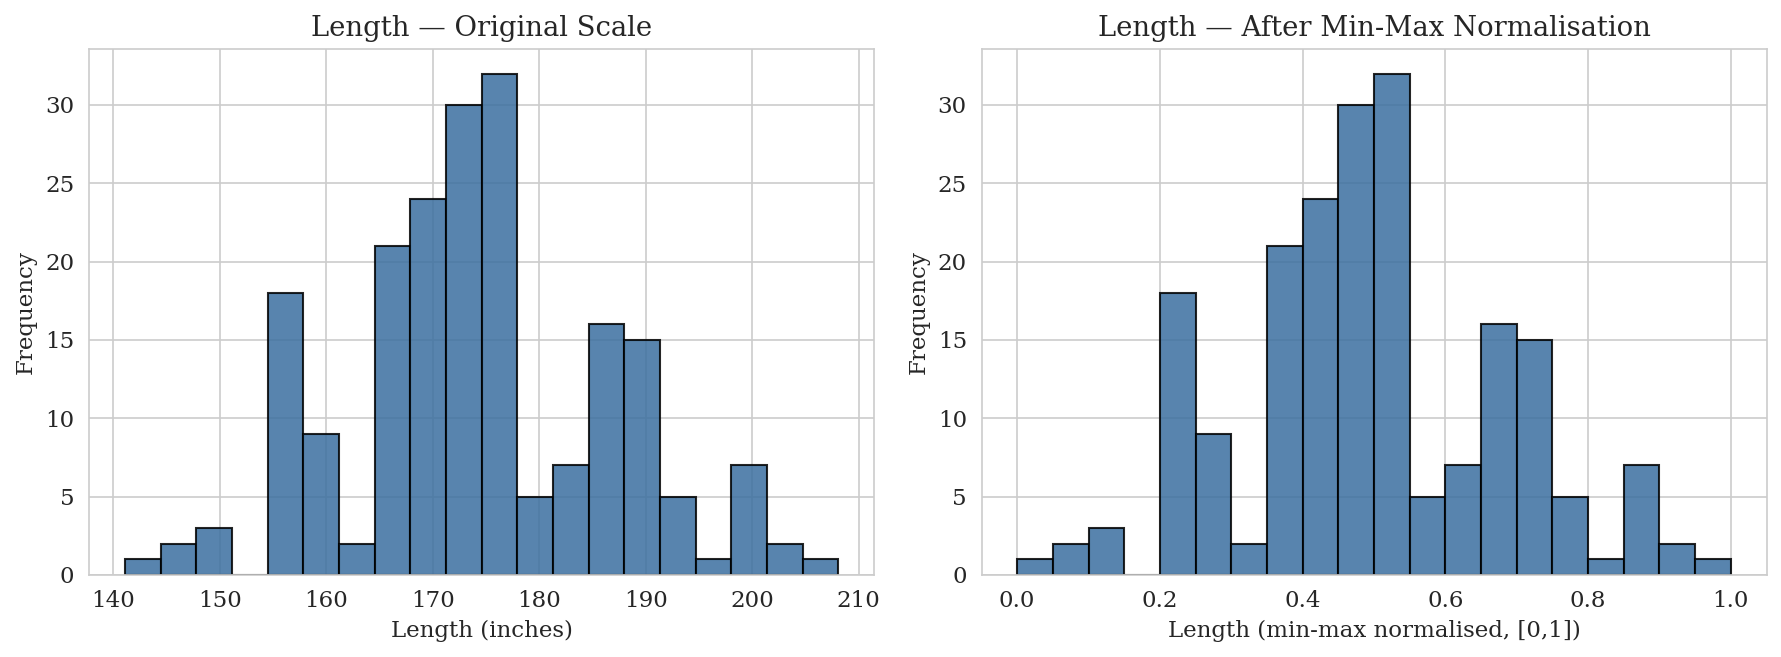 Length — Original Scale
Frequency
30
25
20
15
10
5
0
140 150 160 170 180 190 200 210
Length (inches)
Length — After Min-Max Normalisation
Frequency
30
25
20
15
10
5
0
0.0 0.2 0.4 0.6 0.8 1.0
Length (min-max normalised, [0,1])